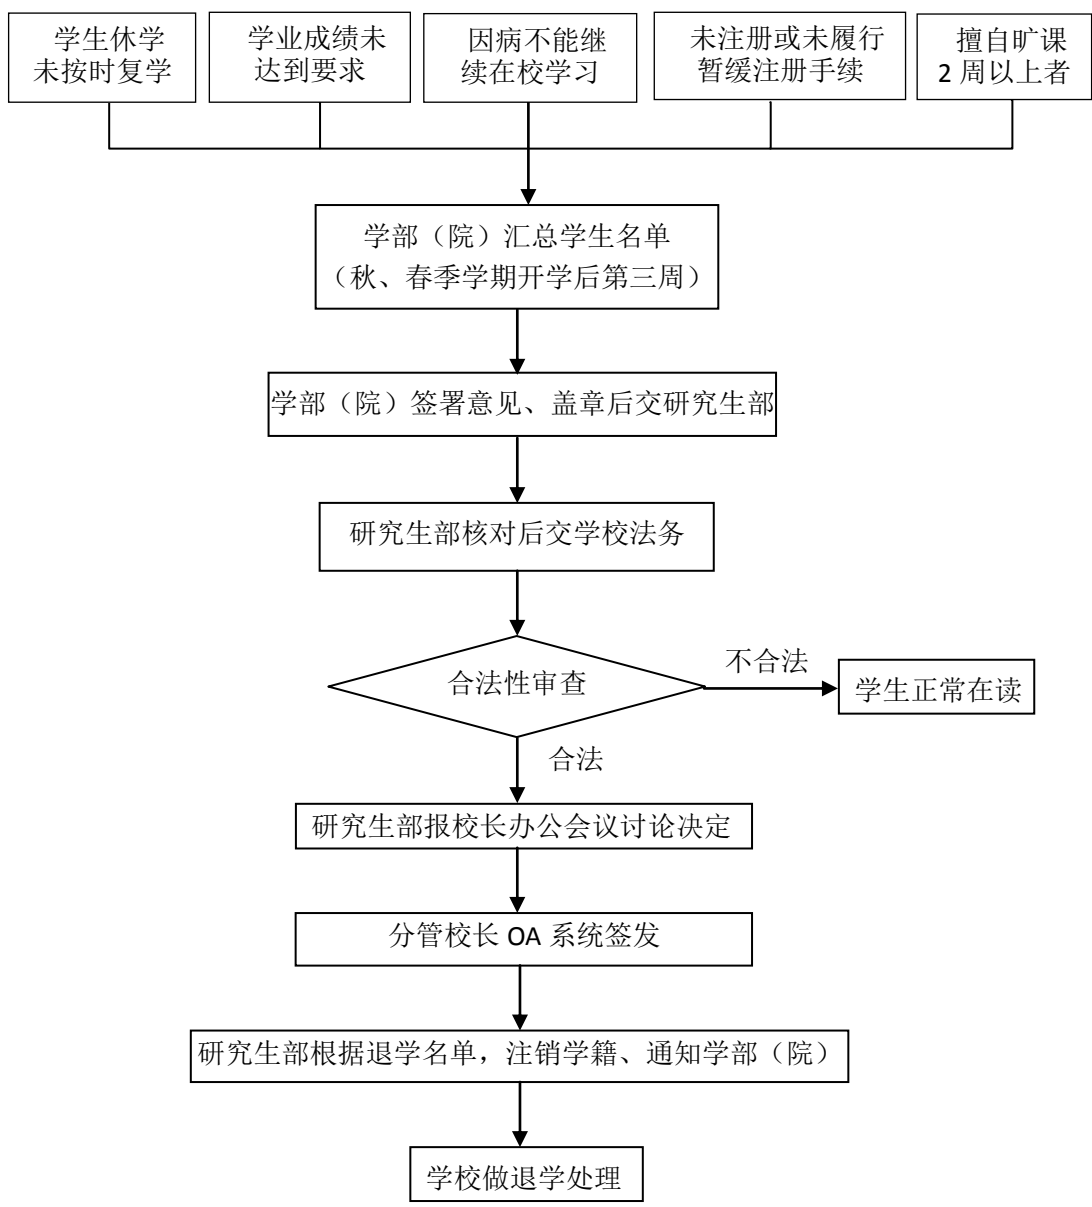 学生休学
未按时复学
学业成绩未
达到要求
因病不能继
续在校学习
未注册或未履行
暂缓注册手续
擅自旷课
2 周以上者
学部（院）汇总学生名单
（秋、春季学期开学后第三周）
学部（院）签署意见、盖章后交研究生部
研究生部核对后交学校法务
合法性审查
不合法
学生正常在读
合法
研究生部报校长办公会议讨论决定
分管校长 OA 系统签发
研究生部根据退学名单，注销学籍、通知学部（院）
学校做退学处理